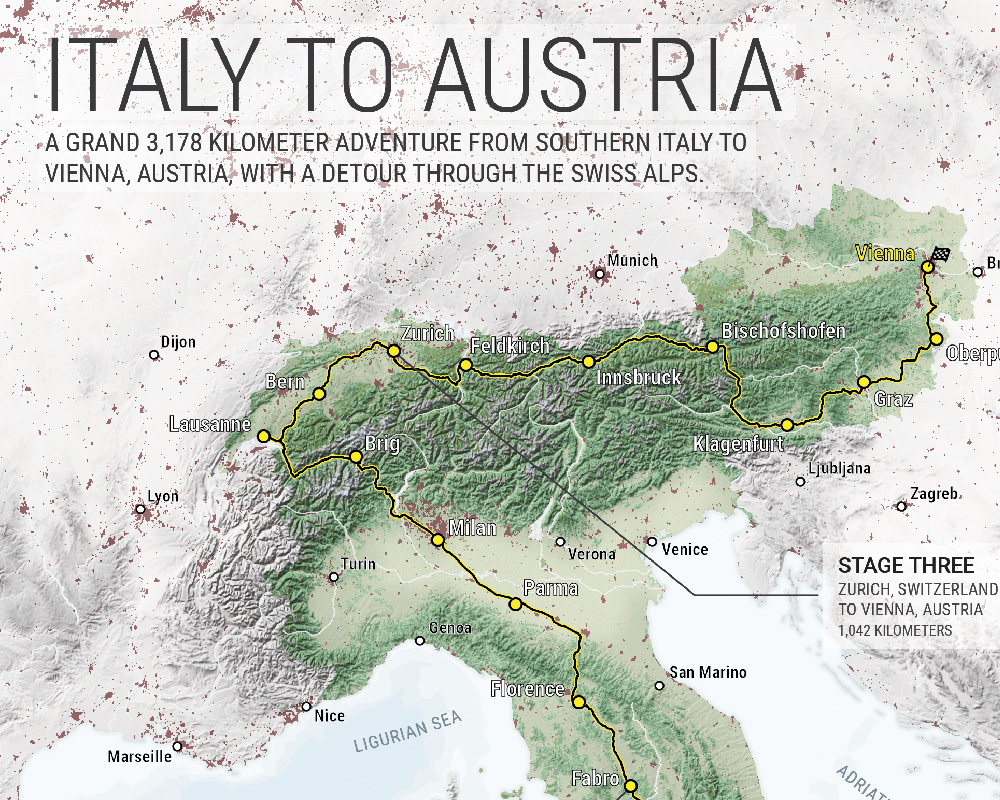 ITALY TO AUSTRIA
A GRAND 3,178 KILOMETER ADVENTURE FROM SOUTHERN ITALY TO
VIENNA, AUSTRIA, WITH A DETOUR THROUGH THE SWISS ALPS.
Vienna
Munich
Br
Zurich
Bischofshofen
Dijon
Feldkirch
Oberpu
Bern
Innsbruck
Graz
Lausanne
Brig
Klagenfurt
Ljubljana
Lyon
Zagreb
Milan
Verona
Venice
Turin
STAGE THREE
ZURICH, SWITZERLAND
TO VIENNA, AUSTRIA
1,042 KILOMETERS
Parma
Genoa
San Marino
Florence
Nice
LIGURIAN SEA
Marseille
Fabro
ADRIAT